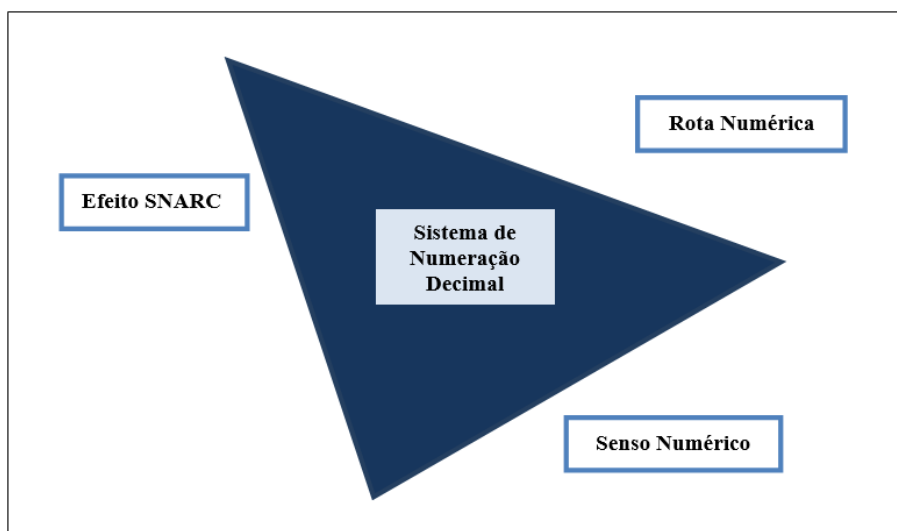 Rota Numérica
Efeito SNARC
Sistema de
Numeração
Decimal
Senso Numérico